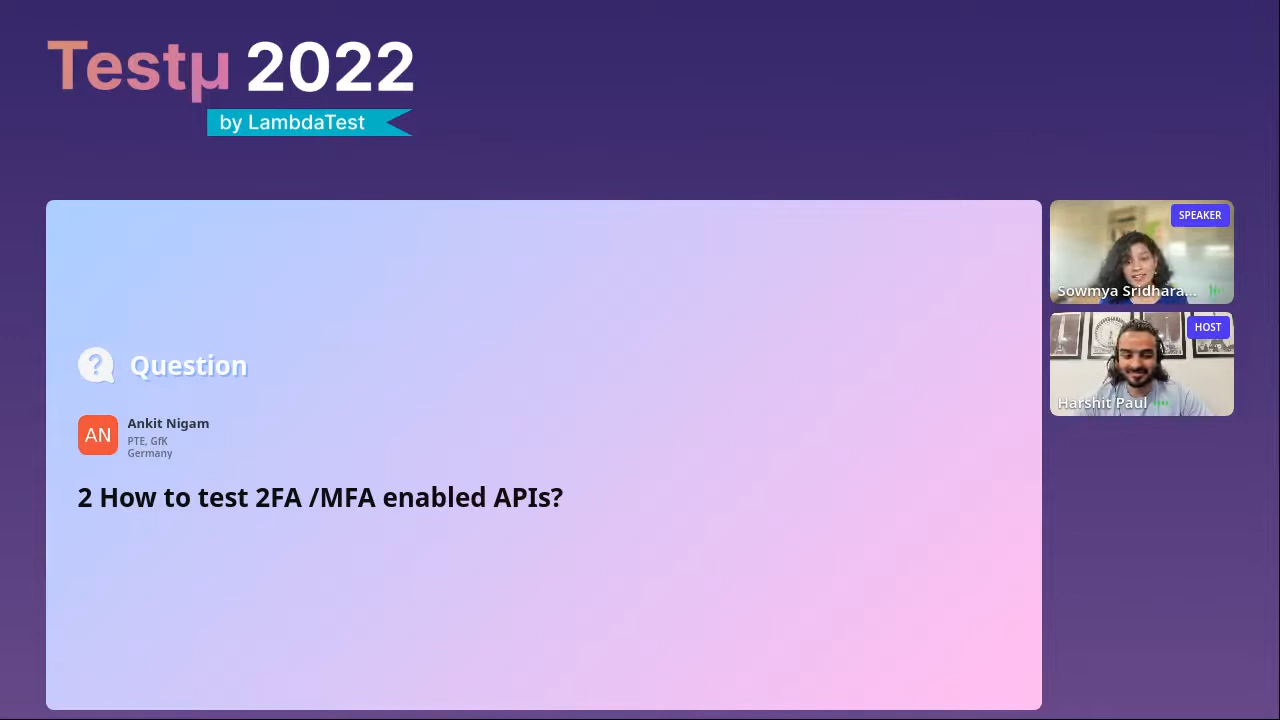 Testμ 2022
by LambdaTest
SPEAKER
Sowmya Sridhara...
HOST
Harshit Paul
? Question
AN
Ankit Nigam
PTE, GfK
Germany
2 How to test 2FA /MFA enabled APIs?